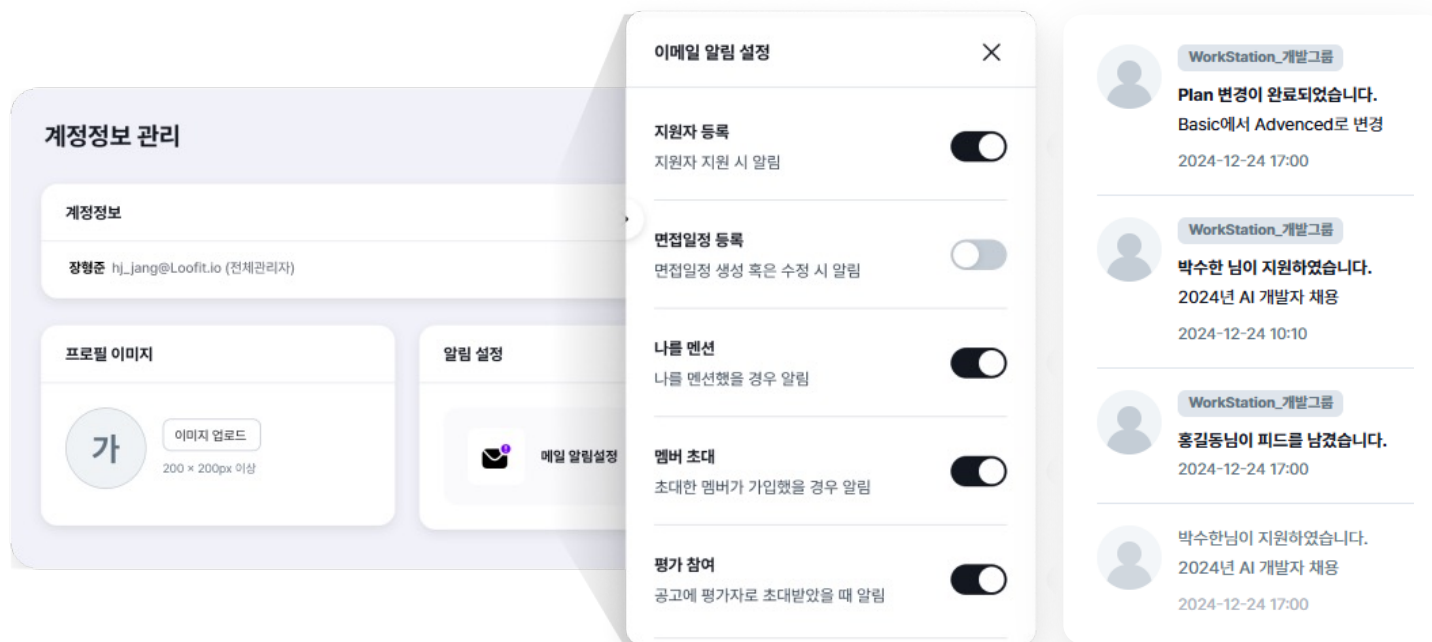 계정정보 관리
계정정보
장형준 hj_jang@Loofit.io (전체관리자)
프로필 이미지
가
이미지 업로드
200 × 200px 이상
알림 설정
메일 알림설정
이메일 알림 설정
지원자 등록
지원자 지원 시 알림
면접일정 등록
면접일정 생성 혹은 수정 시 알림
나를 멘션
나를 멘션했을 경우 알림
멤버 초대
초대한 멤버가 가입했을 경우 알림
평가 참여
공고에 평가자로 초대받았을 때 알림
WorkStation_개발그룹
Plan 변경이 완료되었습니다.
Basic에서 Advenced로 변경
2024-12-24 17:00
WorkStation_개발그룹
박수한 님이 지원하였습니다.
2024년 AI 개발자 채용
2024-12-24 10:10
WorkStation_개발그룹
홍길동님이 피드를 남겼습니다.
2024-12-24 17:00
박수한님이 지원하였습니다.
2024년 AI 개발자 채용
2024-12-24 17:00